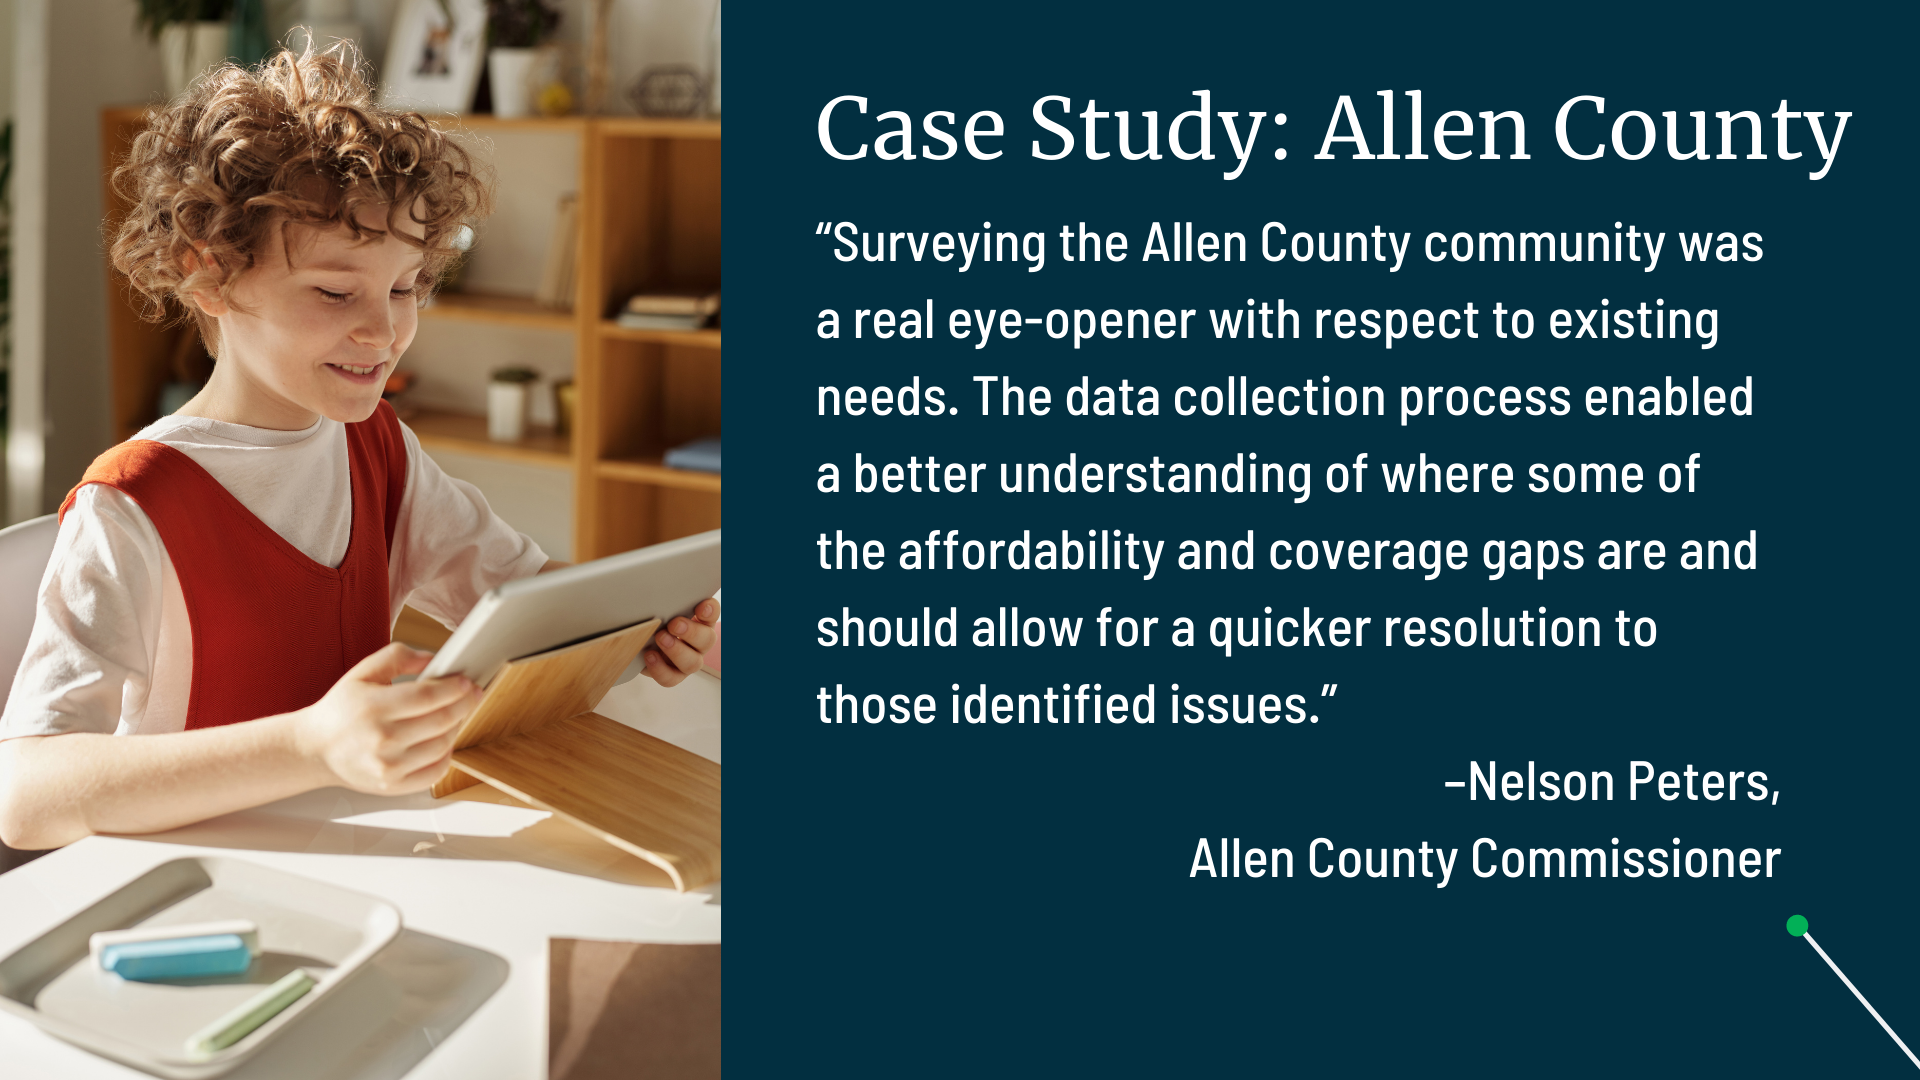 Case Study: Allen County
“Surveying the Allen County community was
a real eye-opener with respect to existing
needs. The data collection process enabled
a better understanding of where some of
the affordability and coverage gaps are and
should allow for a quicker resolution to
those identified issues.”
–Nelson Peters,
Allen County Commissioner